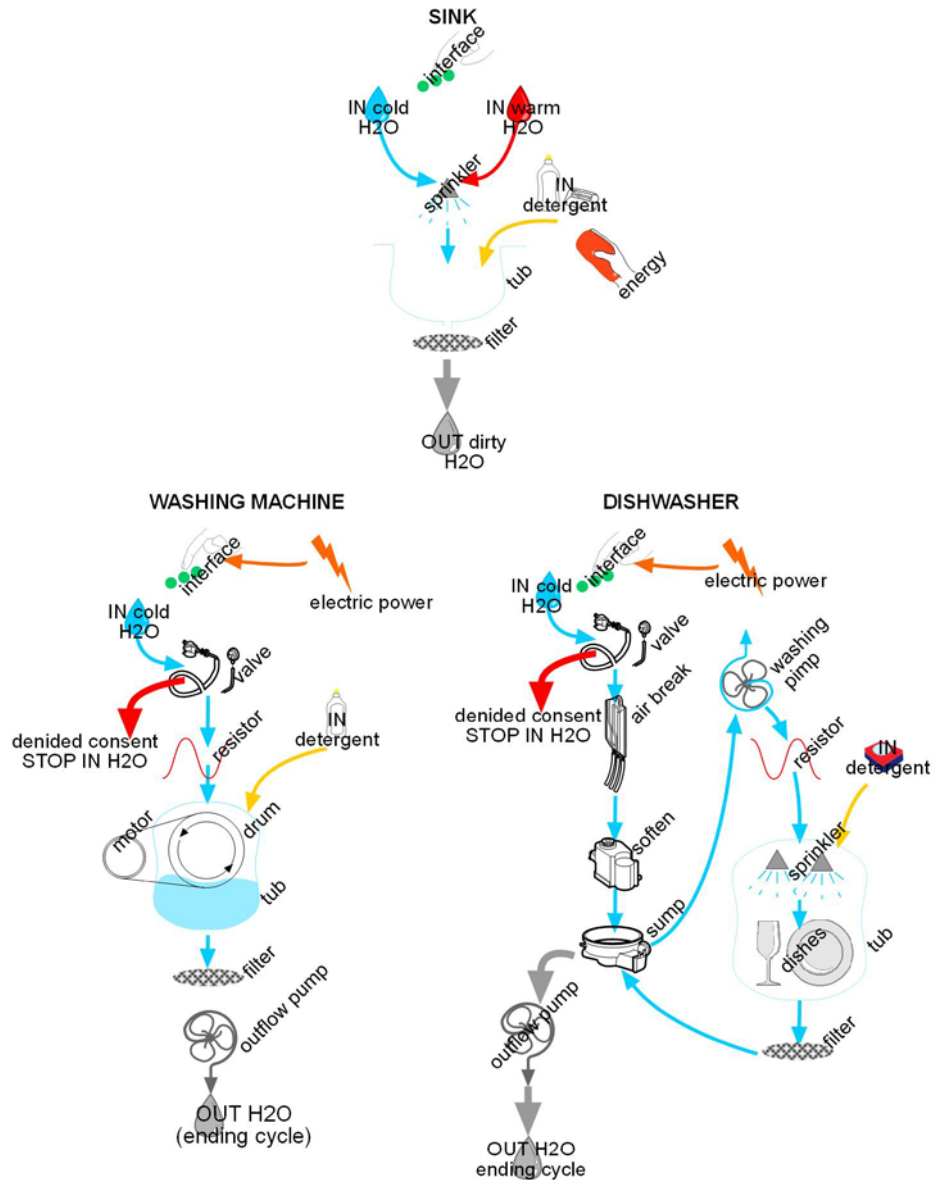 SINK
interface
IN cold
H2O
IN warm
H2O
sprinkler
IN
detergent
energy
tub
filter
OUT dirty
H2O
WASHING MACHINE
interface
electric power
IN cold
H2O
valve
denided consent
STOP IN H2O
resistor
IN
detergent
motor
drum
tub
filter
outflow pump
OUT H2O
(ending cycle)
DISHWASHER
interface
electric power
IN cold
H2O
valve
denided consent
STOP IN H2O
air break
soften
sump
outflow pump
OUT H2O
ending cycle
washing
pimp
resistor
IN
detergent
sprinkler
dishes
tub
filter